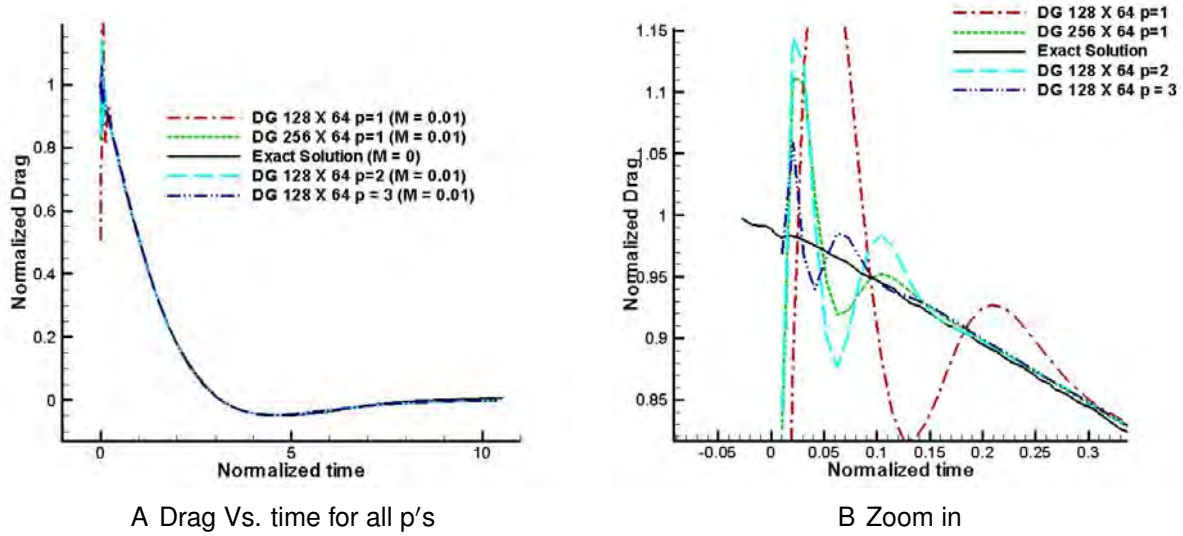 1
0.8
0.6
0.4
0.2
0
Normalized Drag
DG 128 X 64 p=1 (M = 0.01)
DG 256 X 64 p=1 (M = 0.01)
Exact Solution (M = 0)
DG 128 X 64 p=2 (M = 0.01)
DG 128 X 64 p = 3 (M = 0.01)
0
5
10
Normalized time
A Drag Vs. time for all p′s
DG 128 X 64 p=1
DG 256 X 64 p=1
Exact Solution
DG 128 X 64 p=2
DG 128 X 64 p = 3
1.15
1.1
1.05
1
0.95
0.9
0.85
Normalized Drag
-0.05
0
0.05
0.1
0.15
0.2
0.25
0.3
Normalized time
B Zoom in